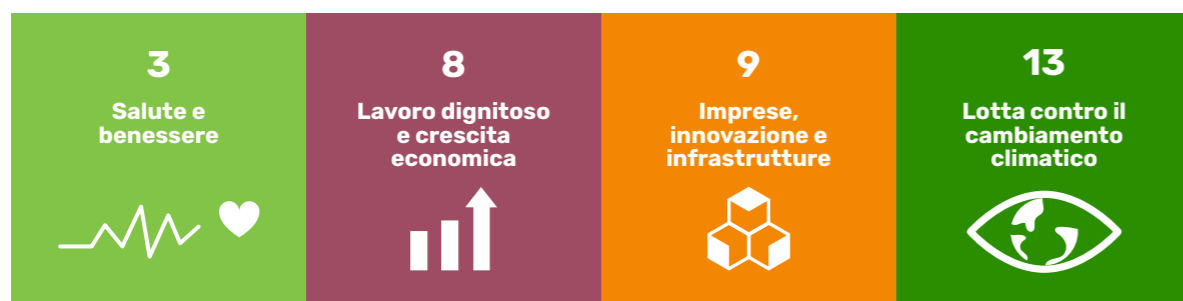 3
Salute e
benessere
8
Lavoro dignitoso
e crescita
economica
9
Imprese,
innovazione e
infrastrutture
13
Lotta contro il
cambiamento
climatico